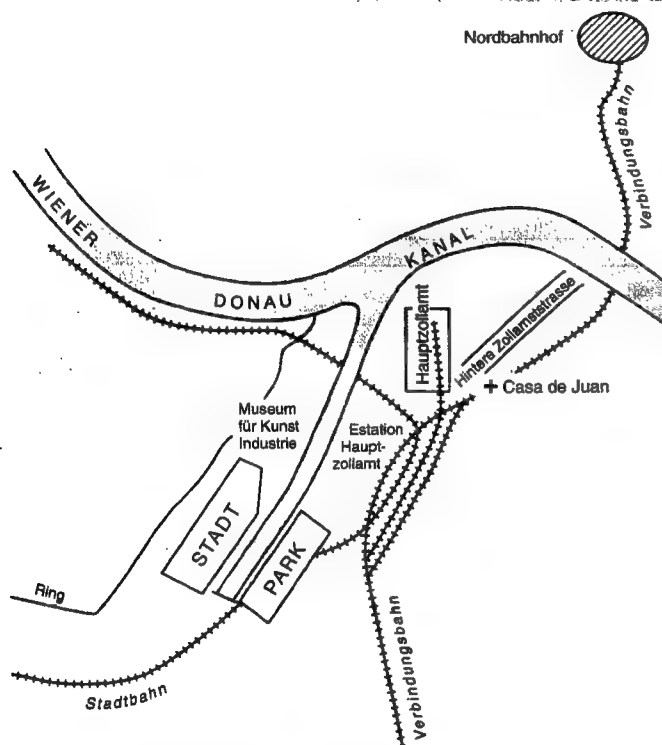 Nordbahnhof
Verbindungsbahn
WIENER
DONAU
KANAL
Hauptzollamt
Hintere Zollamtstrasse
Casa de Juan
Museum
für Kunst
Industrie
Estation
Haupt-
zollamt
STADT
PARK
Ring
Stadtbahn
Verbindungsbahn